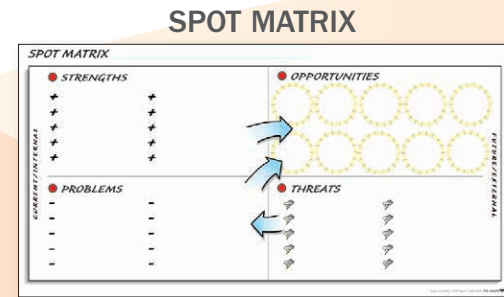 SPOT MATRIX
SPOT MATRIX
STRENGTHS
OPPORTUNITIES
CURRENT/INTERNAL
FUTURE/EXTERNAL
PROBLEMS
THREATS